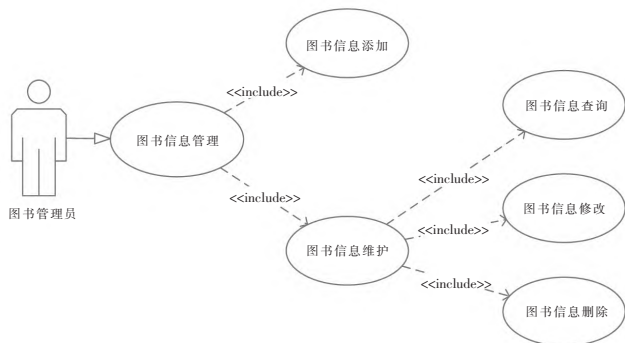 图书信息添加
<<include>>
图书信息查询
图书信息管理
<<include>>
<<include>>
图书信息修改
图书管理员
<<include>>
图书信息维护
<<include>>
图书信息删除